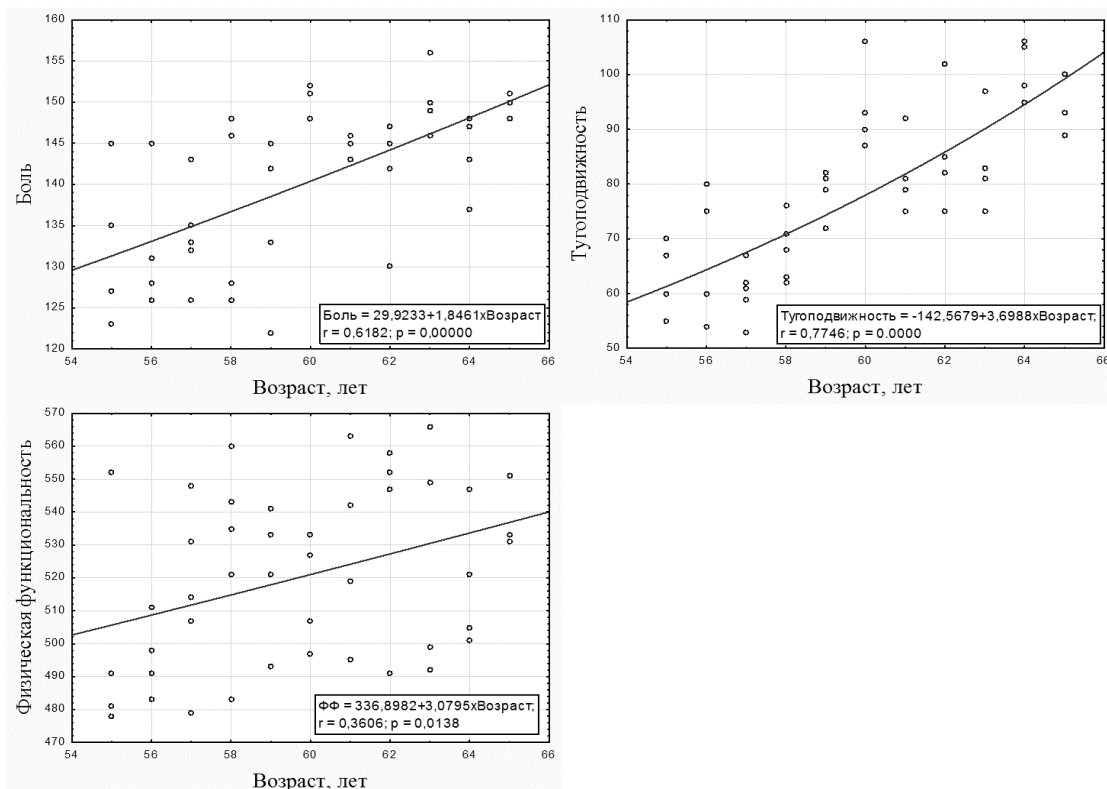 160
155
150
145
140
135
130
125
120
Боль
54 56 58 60 62 64 66
Возраст, лет
Боль = 29,9233+1,8461xВозраст
r = 0,6182; p = 0,00000
110
100
90
80
70
60
50
Тугоподвижность
54 56 58 60 62 64 66
Возраст, лет
Тугоподвижность = -142,5679+3,6988xВозраст;
r = 0,7746; p = 0.0000
570
560
550
540
530
520
510
500
490
480
470
Физическая функциональность
54 56 58 60 62 64 66
Возраст, лет
ФФ = 336,8982+3,0795xВозраст;
r = 0,3606; p = 0,0138